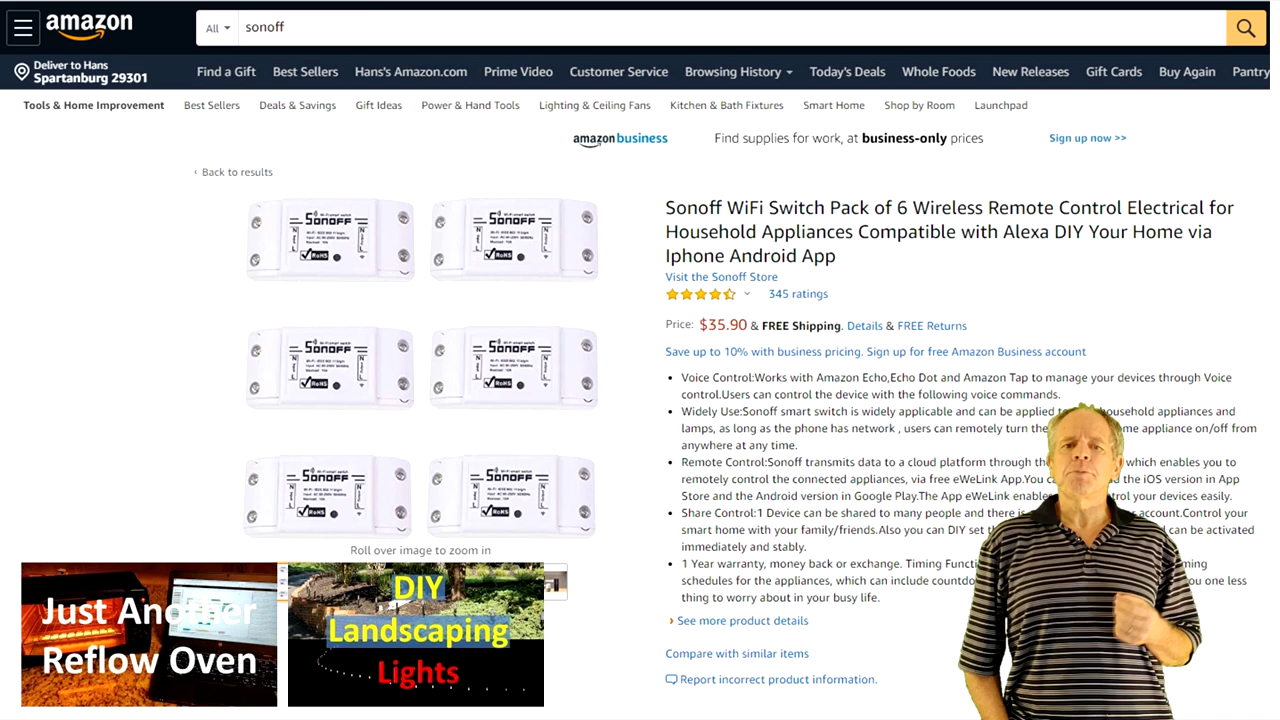 amazon
All
sonoff
Deliver to Hans
Spartanburg 29301
Find a Gift Best Sellers Hans's Amazon.com Prime Video Customer Service Browsing History Today's Deals Whole Foods New Releases Gift Cards Buy Again Pantry
Tools & Home Improvement Best Sellers Deals & Savings Gift Ideas Power & Hand Tools Lighting & Ceiling Fans Kitchen & Bath Fixtures Smart Home Shop by Room Launchpad
amazon business Find supplies for work, at business-only prices Sign up now >>
‹ Back to results
SONOFF SONOFF
RoHS RoHS
SONOFF SONOFF
RoHS RoHS
SONOFF SONOFF
RoHS RoHS
Roll over image to zoom in
Sonoff WiFi Switch Pack of 6 Wireless Remote Control Electrical for
Household Appliances Compatible with Alexa DIY Your Home via
Iphone Android App
Visit the Sonoff Store
345 ratings
Price: $35.90 & FREE Shipping. Details & FREE Returns
Save up to 10% with business pricing. Sign up for free Amazon Business account
• Voice Control:Works with Amazon Echo,Echo Dot and Amazon Tap to manage your devices through Voice
control.Users can control the device with the following voice commands.
• Widely Use:Sonoff smart switch is widely applicable and can be applied household appliances and
lamps, as long as the phone has network , users can remotely turn the appliance on/off from
anywhere at any time.
• Remote Control:Sonoff transmits data to a cloud platform through the which enables you to
remotely control the connected appliances, via free eWeLink App.You the iOS version in App
Store and the Android version in Google Play.The App eWeLink enables your devices easily.
• Share Control:1 Device can be shared to many people and there is account.Control your
smart home with your family/friends.Also you can DIY set can be activated
immediately and stably.
• 1 Year warranty, money back or exchange. Timing
schedules for the appliances, which can include you one less
thing to worry about in your busy life.
› See more product details
Compare with similar items
Report incorrect product information.
Just Another
Reflow Oven
DIY
Landscaping
Lights